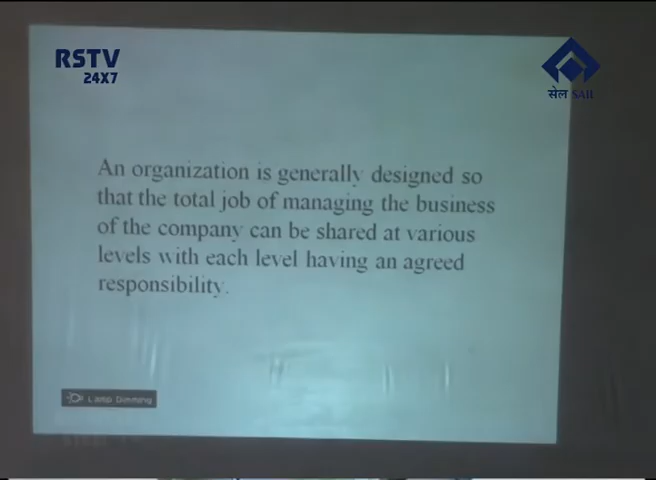 RSTV
24X7
सेल SAIL
An organization is generally designed so
that the total job of managing the business
of the company can be shared at various
levels with each level having an agreed
responsibility.
Lamp Dimming